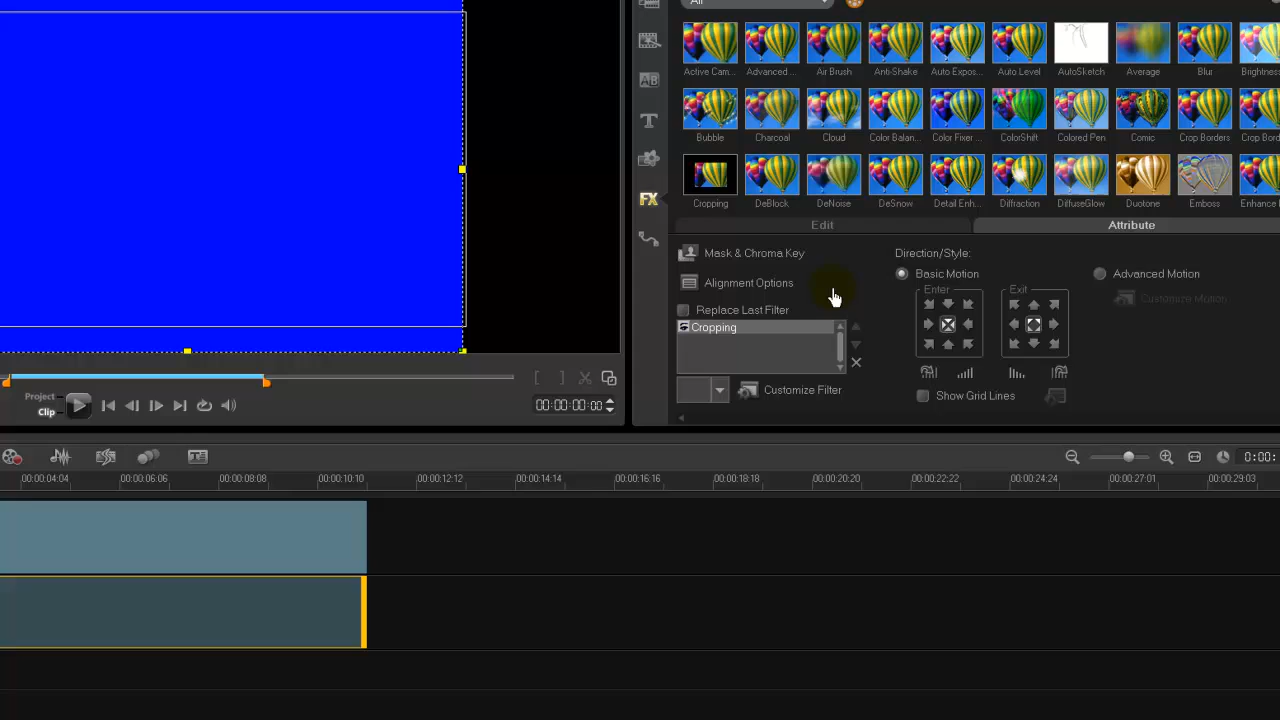 All
Active Cam...
Advanced ...
Air Brush
Anti-Shake
Auto Expos...
Auto Level
AutoSketch
Average
Blur
Brightness
Bubble
Charcoal
Cloud
Color Balan...
Color Fixer ...
ColorShift
Colored Pen
Comic
Crop Borders
Crop Bord
Cropping
DeBlock
DeNoise
DeSnow
Detail Enh...
Diffraction
DiffuseGlow
Duotone
Emboss
Enhance
AB
T
FX
Edit
Attribute
Mask & Chroma Key
Alignment Options
Replace Last Filter
Cropping
Customize Filter
Direction/Style:
Basic Motion
Advanced Motion
Customize Motion
Enter
Exit
Show Grid Lines
Project
Clip
00:00:00:00
0:00:
00:00:04:04
00:00:06:06
00:00:08:08
00:00:10:10
00:00:12:12
00:00:14:14
00:00:16:16
00:00:18:18
00:00:20:20
00:00:22:22
00:00:24:24
00:00:27:01
00:00:29:03